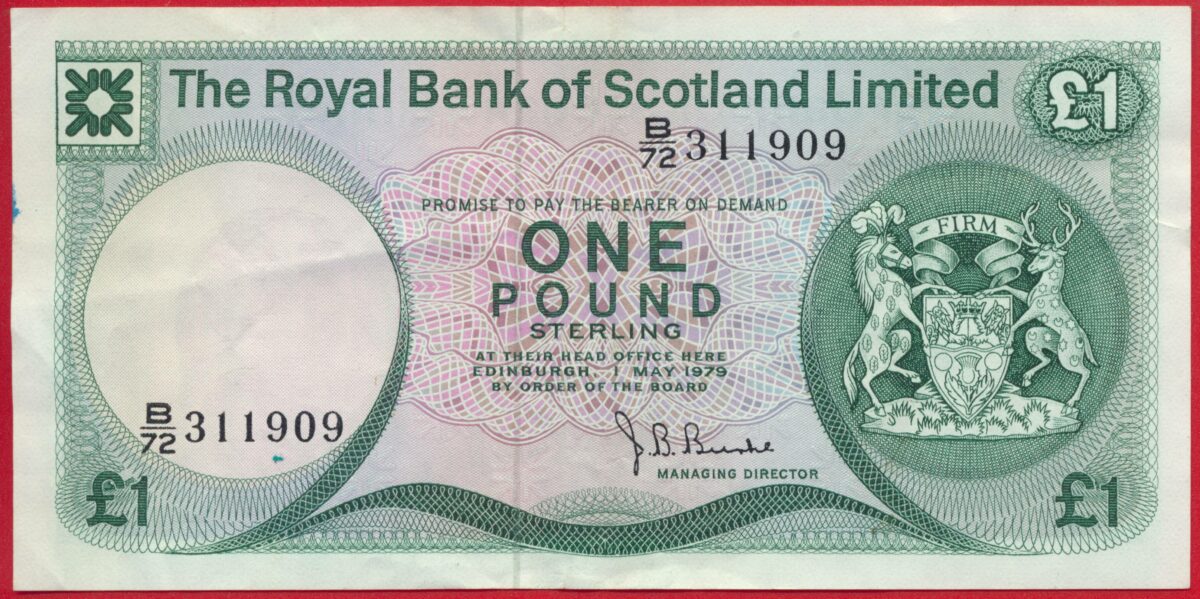 The Royal Bank of Scotland Limited
£1
B/72 311909
PROMISE TO PAY THE BEARER ON DEMAND
ONE
POUND
STERLING
AT THEIR HEAD OFFICE HERE
EDINBURGH, 1 MAY 1979
BY ORDER OF THE BOARD
FIRM
B/72 311909
J. B. Burke
MANAGING DIRECTOR
£1
£1